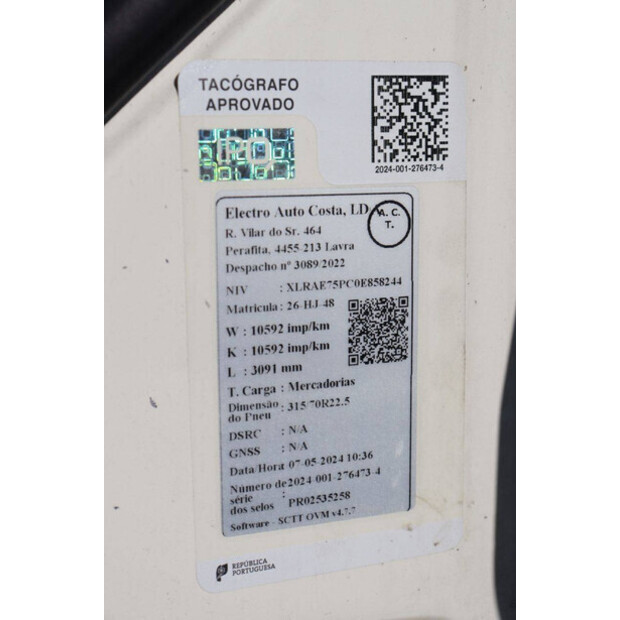 TACÓGRAFO
APROVADO
2024-001-276473-4
Electro Auto Costa, LD
A. C.
T.
R. Vilar do Sr. 464
Perafita, 4455-213 Lavra
Despacho nº 3089/2022
NIV : XLRAE75PC0E858244
Matricula : 26-HJ-48
W : 10592 imp/km
K : 10592 imp/km
L : 3091 mm
T. Carga : Mercadorias
Dimensão do Pneu : 315/70R22.5
DSRC : N/A
GNSS : N/A
Data/Hora 07-05-2024 10:36
Número de série dos selos : 2024-001-276473-4
PR02535258
Software - SCTT OVM v4.7.7
REPÚBLICA
PORTUGUESA